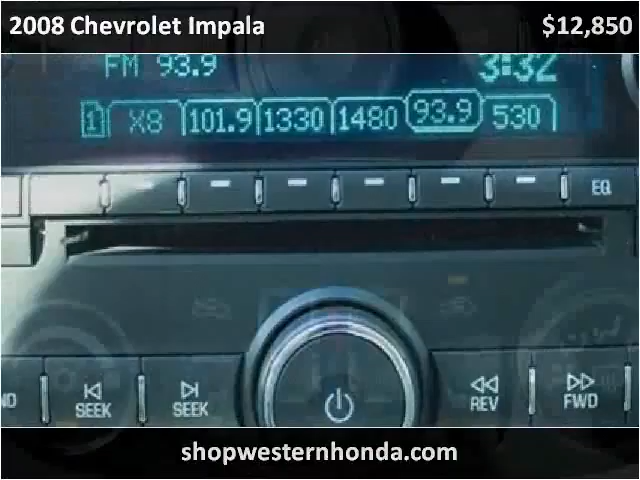 2008 Chevrolet Impala $12,850
FM 93.9 3:32
1 X8 101.9 1330 1480 93.9 530
EQ
SEEK SEEK REV FWD
shopwesternhonda.com